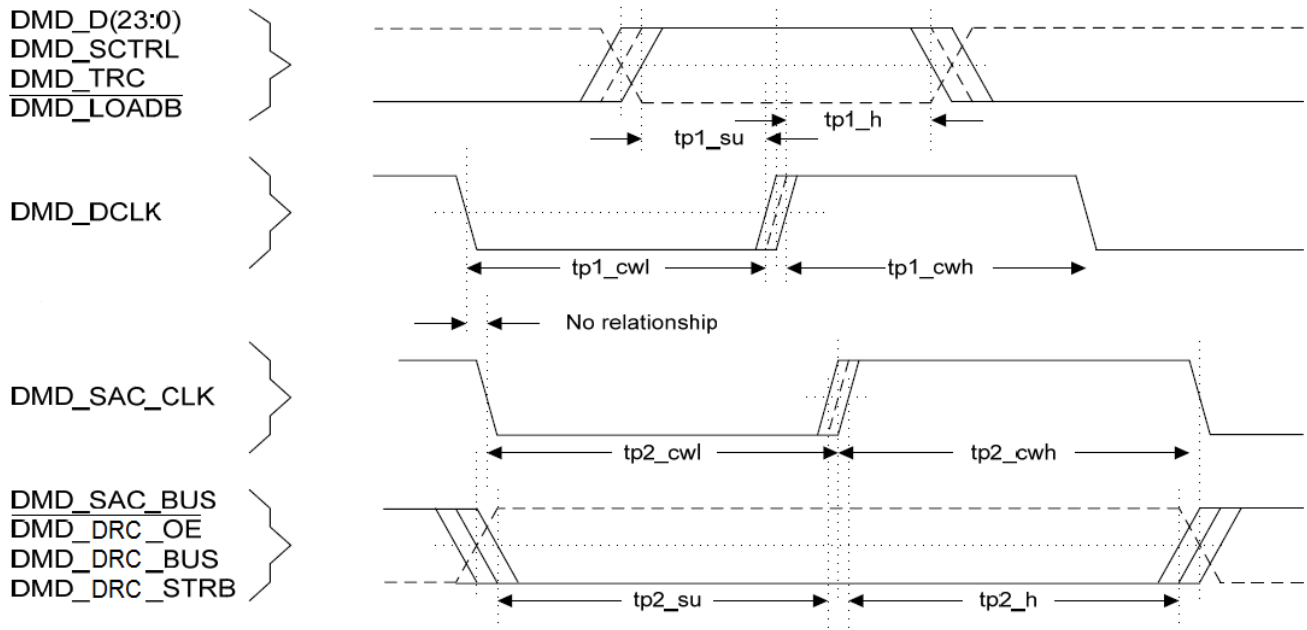 DMD_D(23:0)
DMD_SCTRL
DMD_TRC
DMD_LOADB
tp1_su
tp1_h
DMD_DCLK
tp1_cwl
tp1_cwh
No relationship
DMD_SAC_CLK
tp2_cwl
tp2_cwh
DMD_SAC_BUS
DMD_DRC_OE
DMD_DRC_BUS
DMD_DRC_STRB
tp2_su
tp2_h